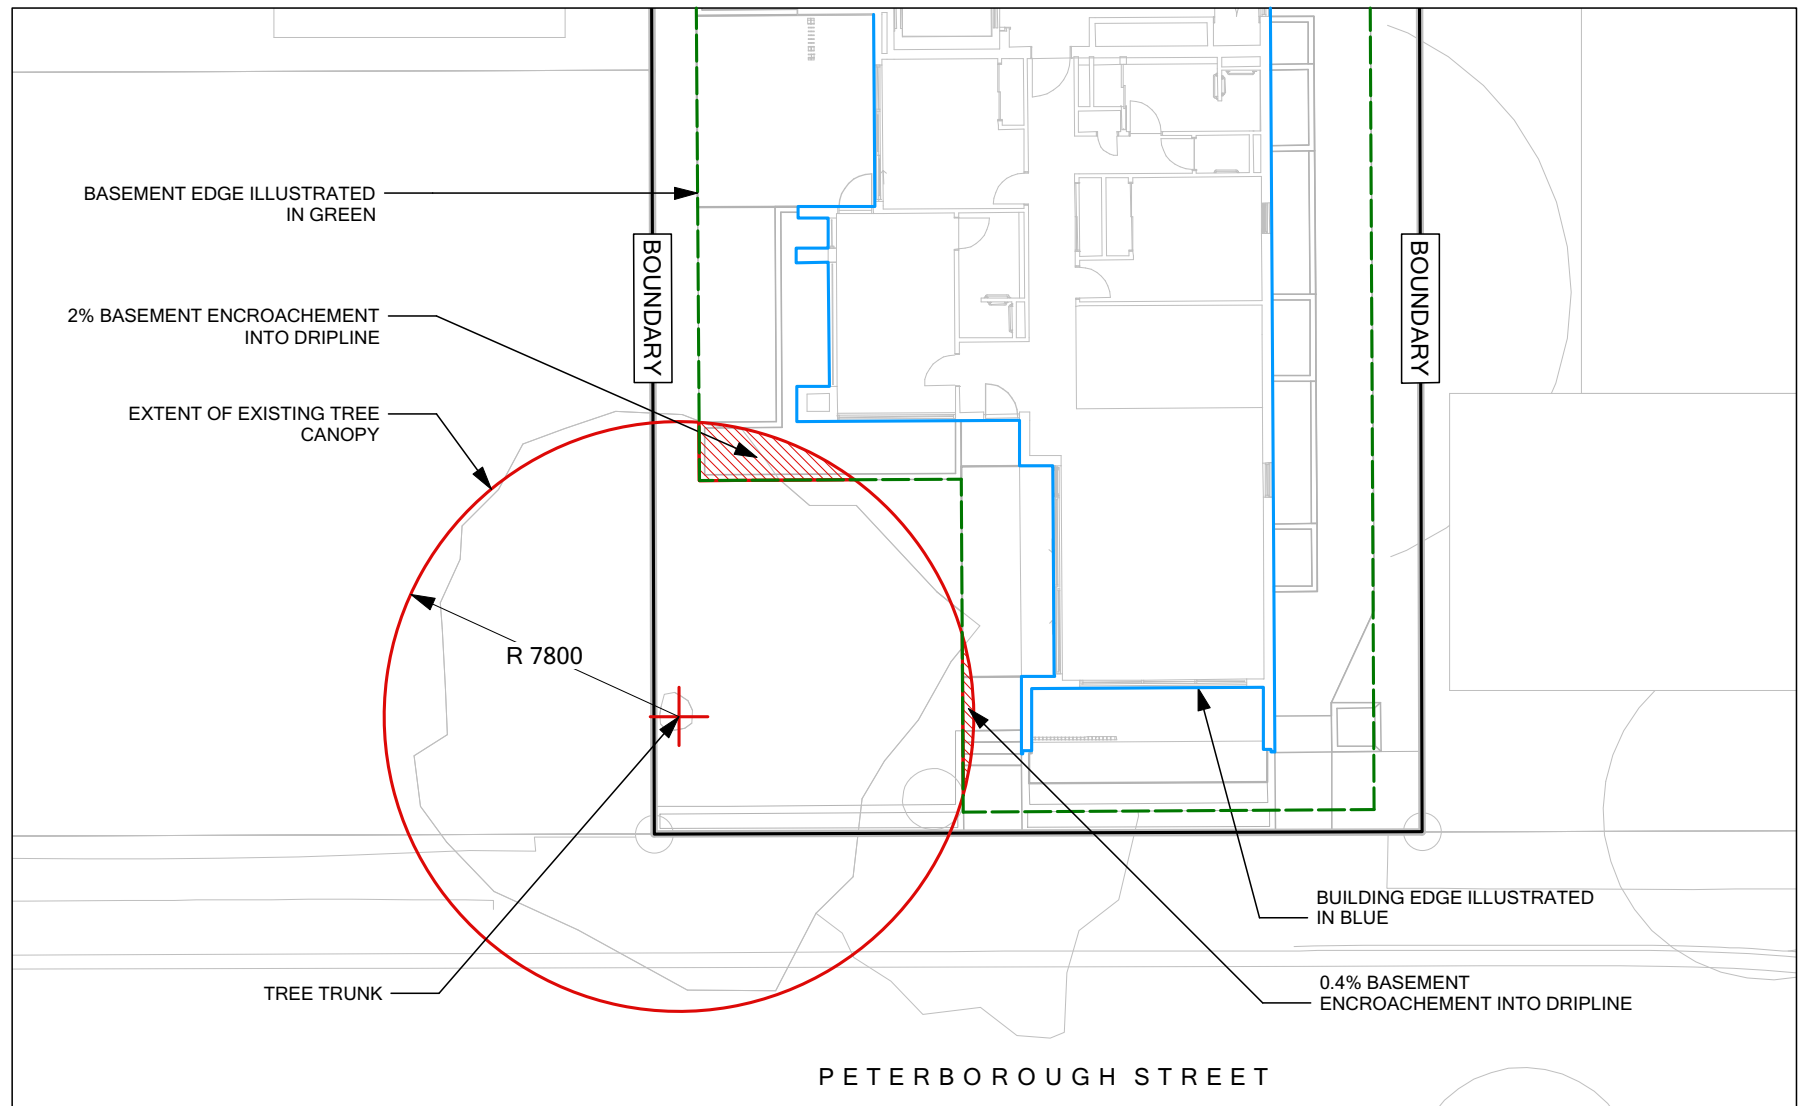 BASEMENT EDGE ILLUSTRATED
IN GREEN
BOUNDARY
BOUNDARY
2% BASEMENT ENCROACHEMENT
INTO DRIPLINE
EXTENT OF EXISTING TREE
CANOPY
R 7800
BUILDING EDGE ILLUSTRATED
IN BLUE
TREE TRUNK
0.4% BASEMENT
ENCROACHEMENT INTO DRIPLINE
PETERBOROUGH STREET